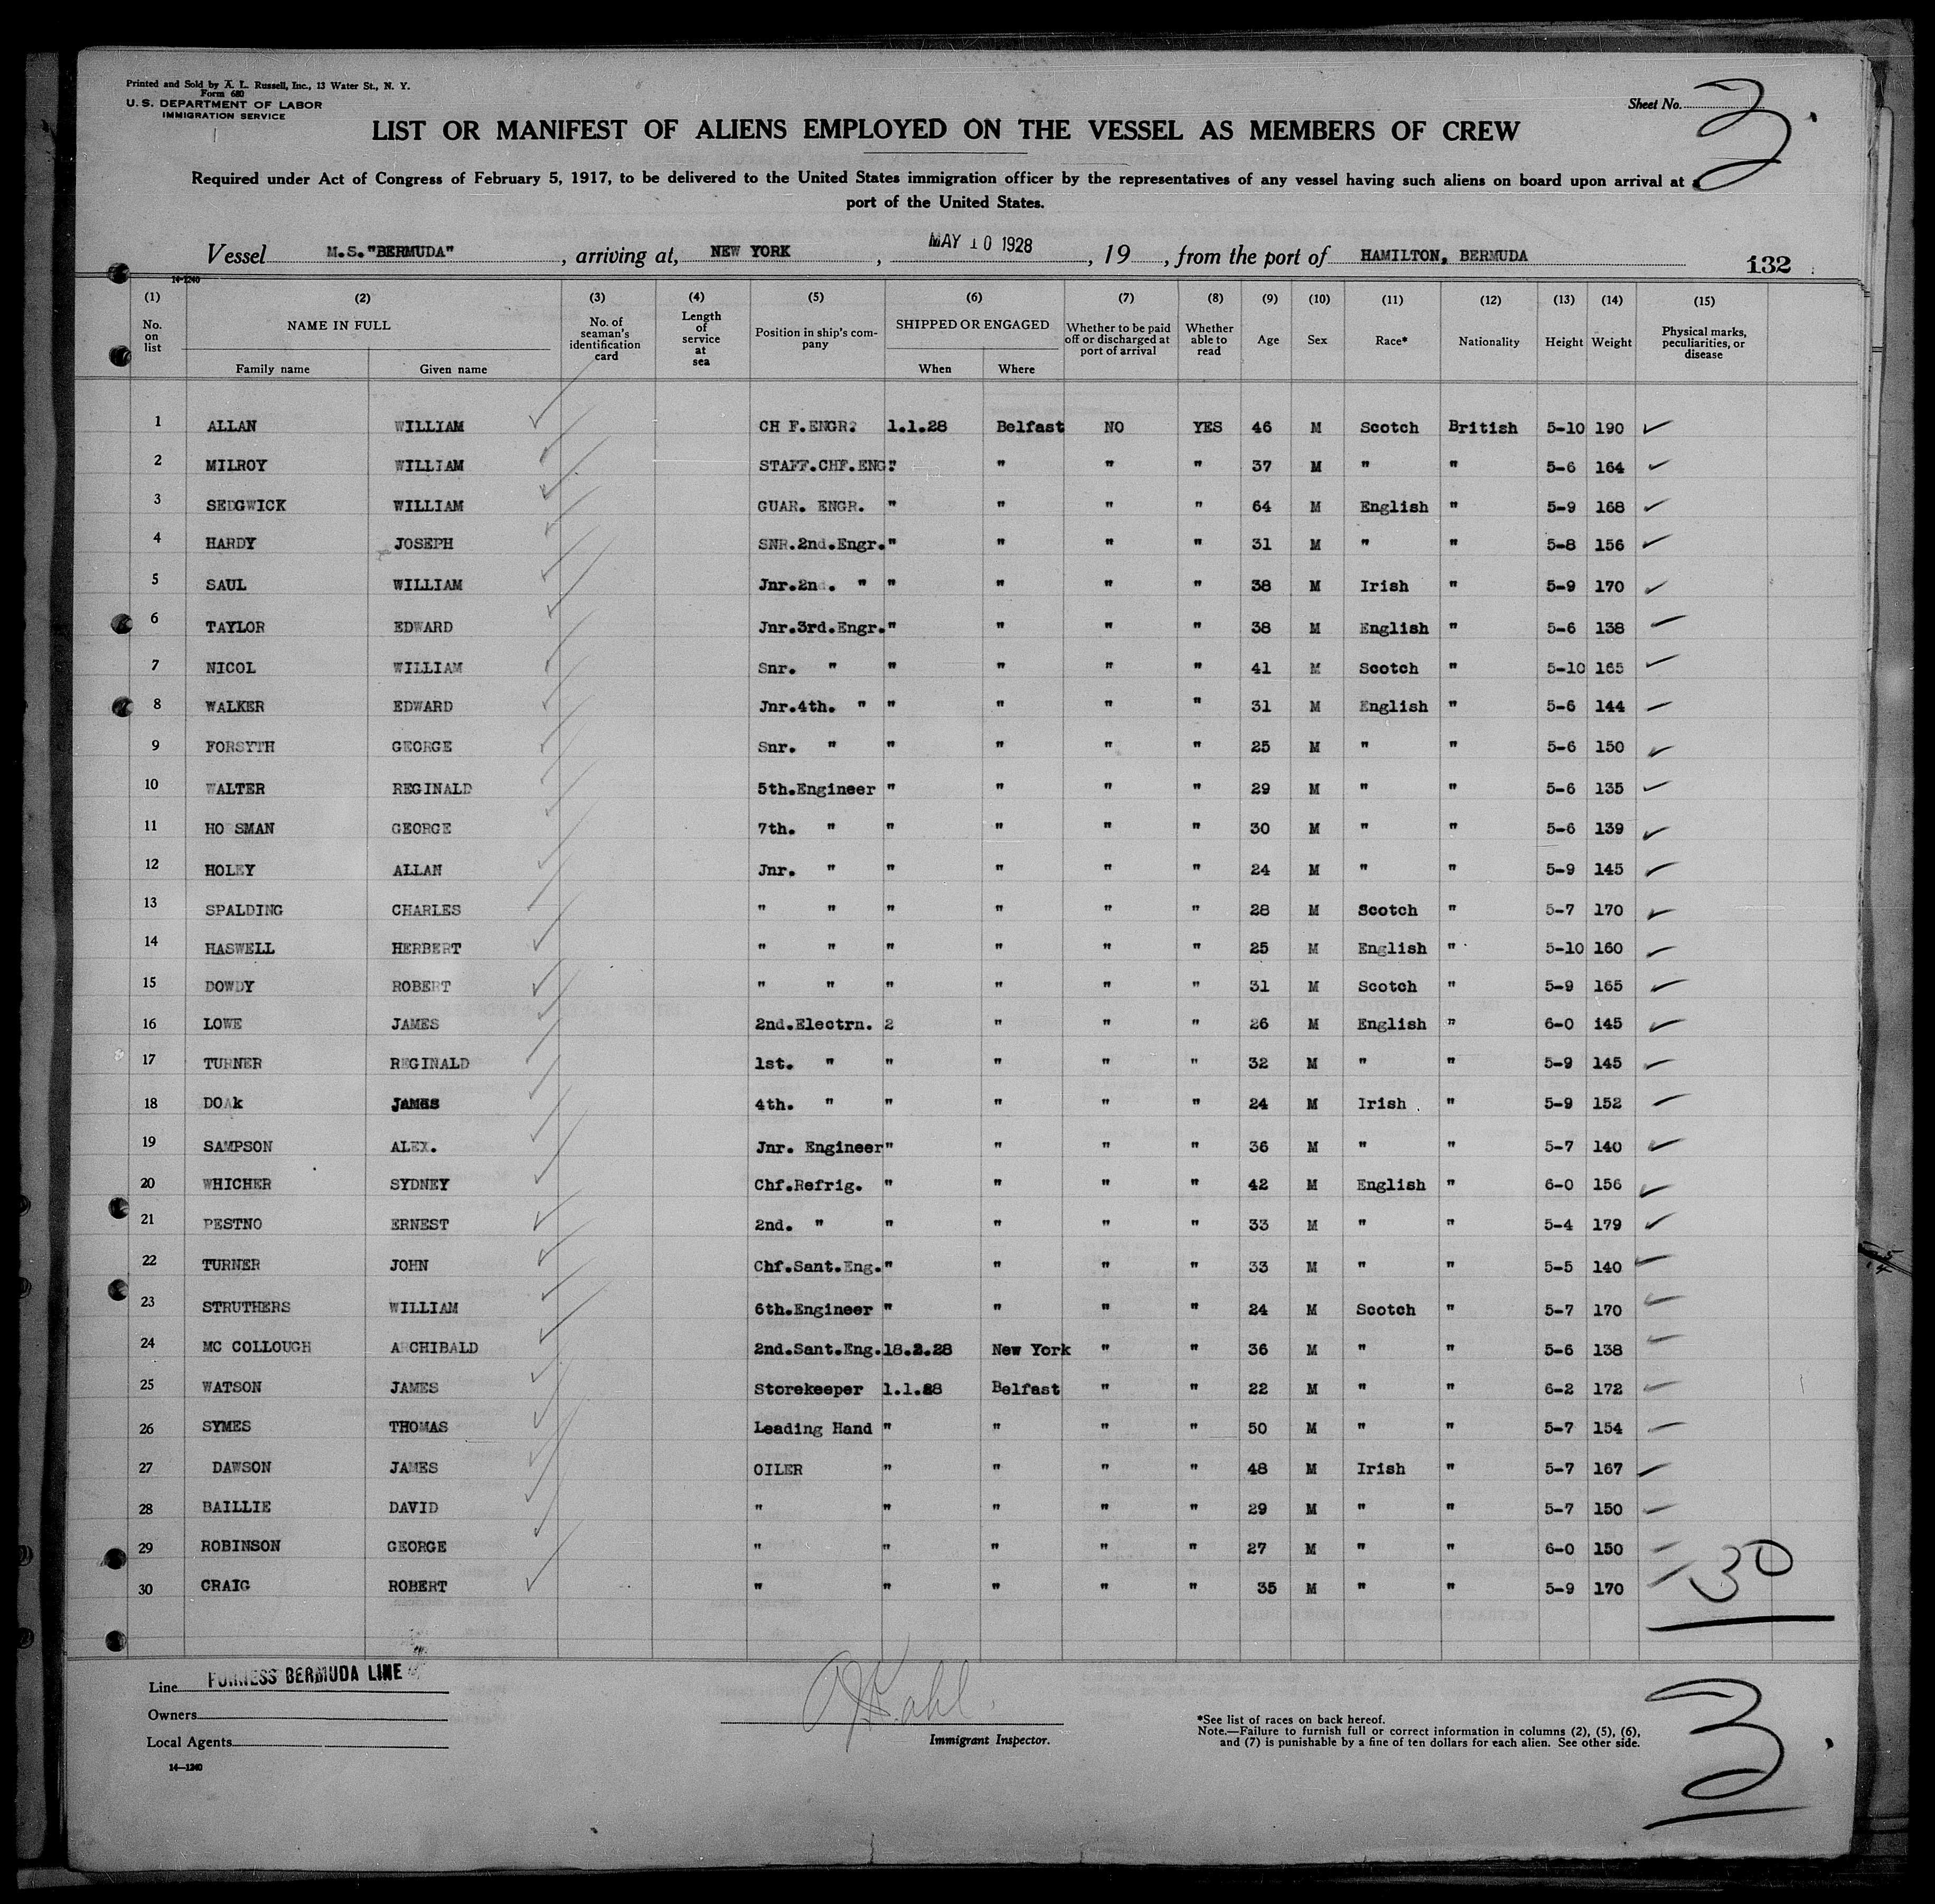 Printed and Sold by A. L. Russell, Inc., 13 Water St., N. Y.
Form 680
U. S. DEPARTMENT OF LABOR
IMMIGRATION SERVICE
Sheet No. 3.
LIST OR MANIFEST OF ALIENS EMPLOYED ON THE VESSEL AS MEMBERS OF CREW
Required under Act of Congress of February 5, 1917, to be delivered to the United States immigration officer by the representatives of any vessel having such aliens on board upon arrival at a
port of the United States.
Vessel M.S."BERMUDA", arriving at, NEW YORK, MAY 10 1928, 19 , from the port of HAMILTON, BERMUDA 132
14-1240
(1) (2) (3) (4) (5) (6) (7) (8) (9) (10) (11) (12) (13) (14) (15)
No. on list NAME IN FULL Family name Given name No. of seaman's identification card Length of service at sea Position in ship's company SHIPPED OR ENGAGED When Where Whether to be paid off or discharged at port of arrival Whether able to read Age Sex Race* Nationality Height Weight Physical marks, peculiarities, or disease
1 ALLAN WILLIAM CH F.ENGR. 1.1.28 Belfast NO YES 46 M Scotch British 5-10 190
2 MILROY WILLIAM STAFF.CHF.ENG. " " " " 37 M " " 5-6 164
3 SEDGWICK WILLIAM GUAR. ENGR. " " " " 64 M English " 5-9 168
4 HARDY JOSEPH SNR.2nd.Engr. " " " " 31 M " " 5-8 156
5 SAUL WILLIAM Jnr.2n . " " " " " 38 M Irish " 5-9 170
6 TAYLOR EDWARD Jnr.3rd.Engr. " " " " 38 M English " 5-6 138
7 NICOL WILLIAM Snr. " " " " " 41 M Scotch " 5-10 165
8 WALKER EDWARD Jnr.4th. " " " " " 31 M English " 5-6 144
9 FORSYTH GEORGE Snr. " " " " " 25 M " " 5-6 150
10 WALTER REGINALD 5th.Engineer " " " " 29 M " " 5-6 135
11 HO SMAN GEORGE 7th. " " " " " 30 M " " 5-6 139
12 HOLEY ALLAN Jnr. " " " " " 24 M " " 5-9 145
13 SPALDING CHARLES " " " " " " 28 M Scotch " 5-7 170
14 HASWELL HERBERT " " " " " " 25 M English " 5-10 160
15 DOWDY ROBERT " " " " " " 31 M Scotch " 5-9 165
16 LOWE JAMES 2nd.Electrn. 2 " " " 26 M English " 6-0 145
17 TURNER REGINALD 1st. " " " " " 32 M " " 5-9 145
18 DOAk JAMES 4th. " " " " " 24 M Irish " 5-9 152
19 SAMPSON ALEX. Jnr. Engineer " " " " 36 M " " 5-7 140
20 WHICHER SYDNEY Chf.Refrig. " " " " 42 M English " 6-0 156
21 PESTNO ERNEST 2nd. " " " " " 33 M " " 5-4 179
22 TURNER JOHN Chf.Sant.Eng. " " " " 33 M " " 5-5 140
23 STRUTHERS WILLIAM 6th.Engineer " " " " 24 M Scotch " 5-7 170
24 MC COLLOUGH ARCHIBALD 2nd.Sant.Eng. 18.2.28 New York " " 36 M " " 5-6 138
25 WATSON JAMES Storekeeper 1.1.28 Belfast " " 22 M " " 6-2 172
26 SYMES THOMAS Leading Hand " " " " 50 M " " 5-7 154
27 DAWSON JAMES OILER " " " " 48 M Irish " 5-7 167
28 BAILLIE DAVID " " " " " 29 M " " 5-7 150
29 ROBINSON GEORGE " " " " " 27 M " " 6-0 150
30 CRAIG ROBERT " " " " " 35 M " " 5-9 170
30
Line FURNESS BERMUDA LINE
Owners
Local Agents
14—1240
Immigrant Inspector.
*See list of races on back hereof.
Note.—Failure to furnish full or correct information in columns (2), (5), (6),
and (7) is punishable by a fine of ten dollars for each alien. See other side.
3.